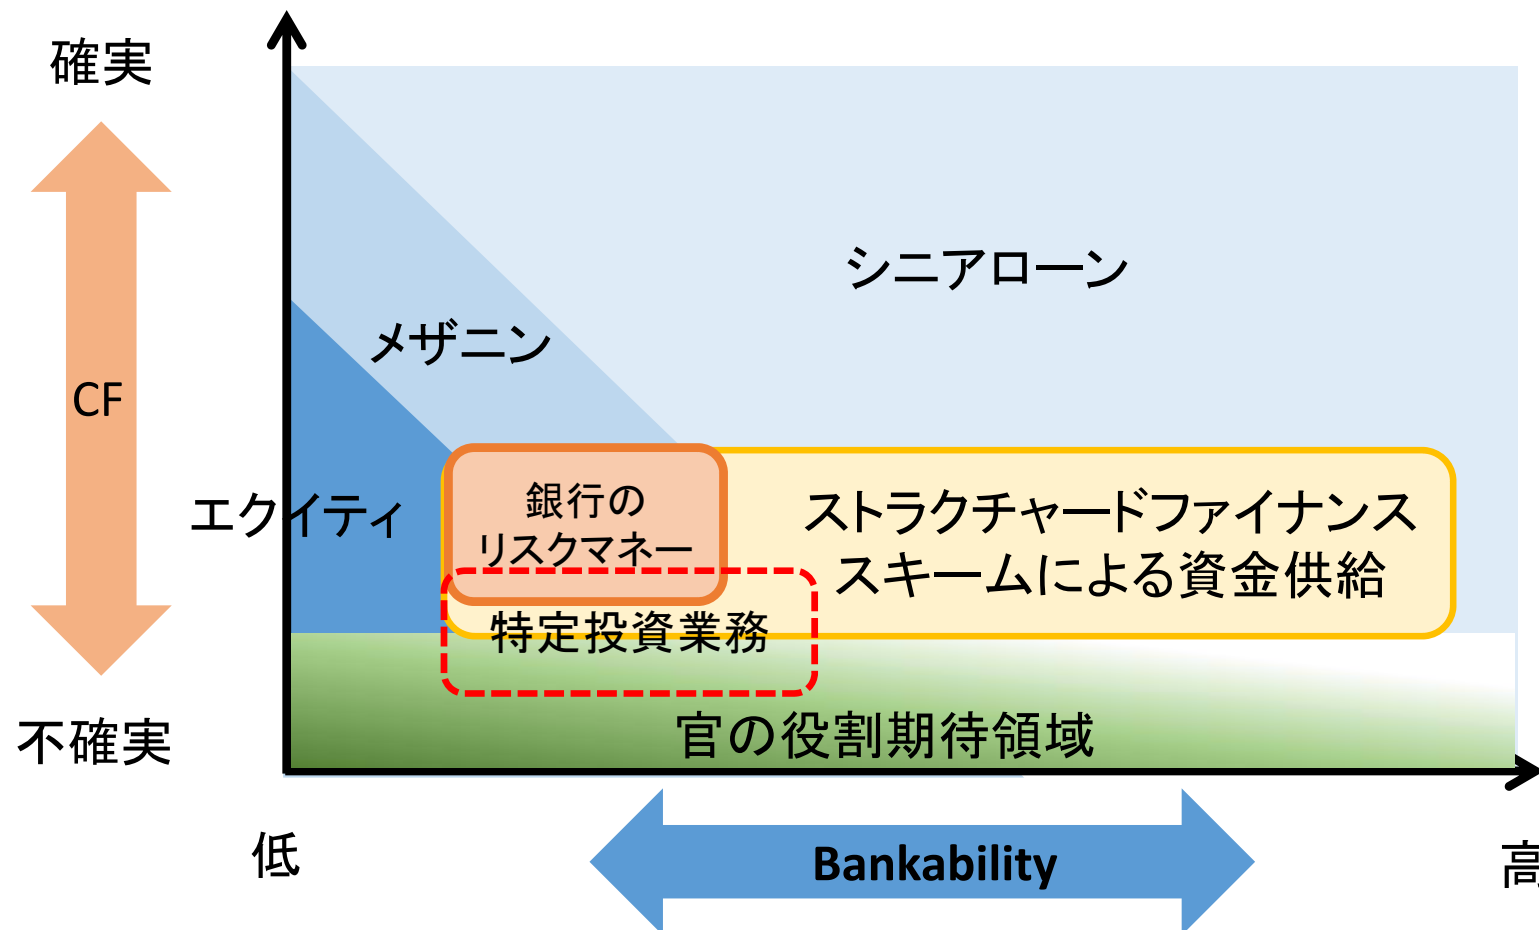 確実
シニアローン
メザニン
CF
エクイティ
銀行の
リスクマネー
ストラクチャードファイナンス
スキームによる資金供給
特定投資業務
不確実
官の役割期待領域
低
Bankability
高